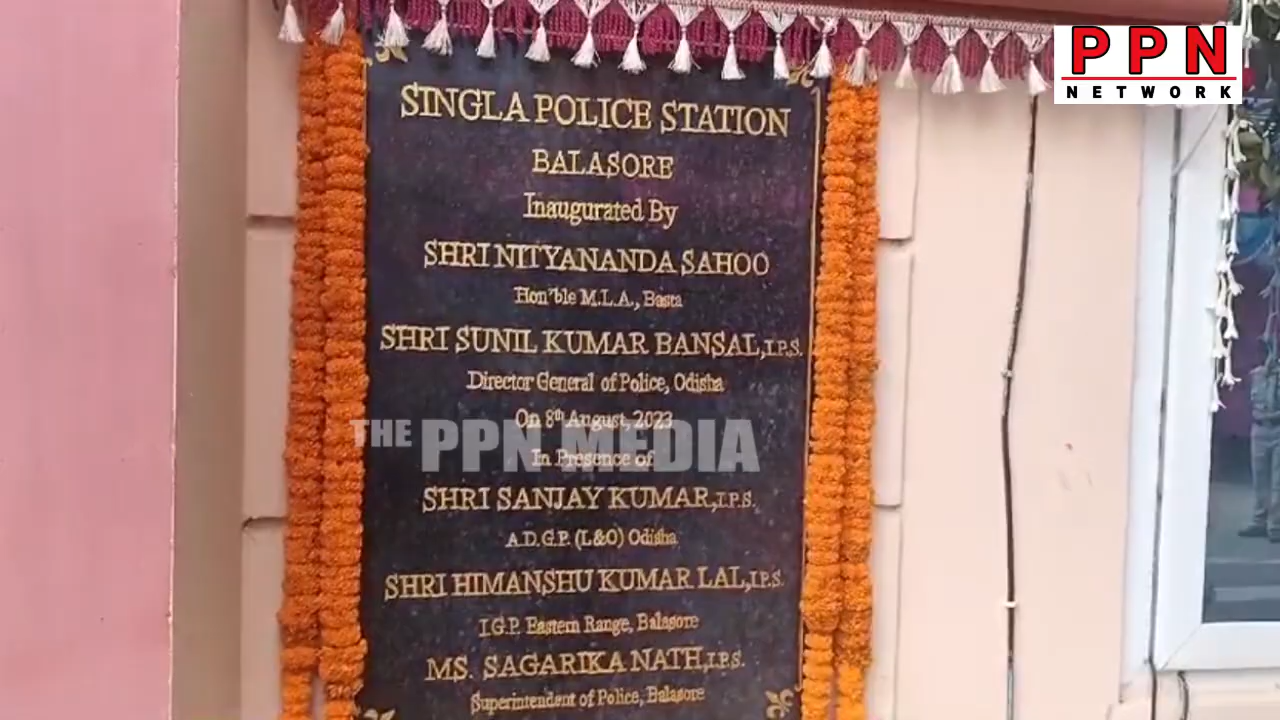 PPN
NETWORK
SINGLA POLICE STATION
BALASORE
Inaugurated By
SHRI NITYANANDA SAHOO
Hon'ble M.L.A., Basta
SHRI SUNIL KUMAR BANSAL,I.P.S.
Director General of Police, Odisha
On 8th August, 2023
THE PPN MEDIA
In Presence of
SHRI SANJAY KUMAR,I.P.S.
A.D.G.P. (L&O) Odisha
SHRI HIMANSHU KUMAR LAL,I.P.S.
I.G.P. Eastern Range, Balasore
MS. SAGARIKA NATH,I.P.S.
Superintendent of Police, Balasore